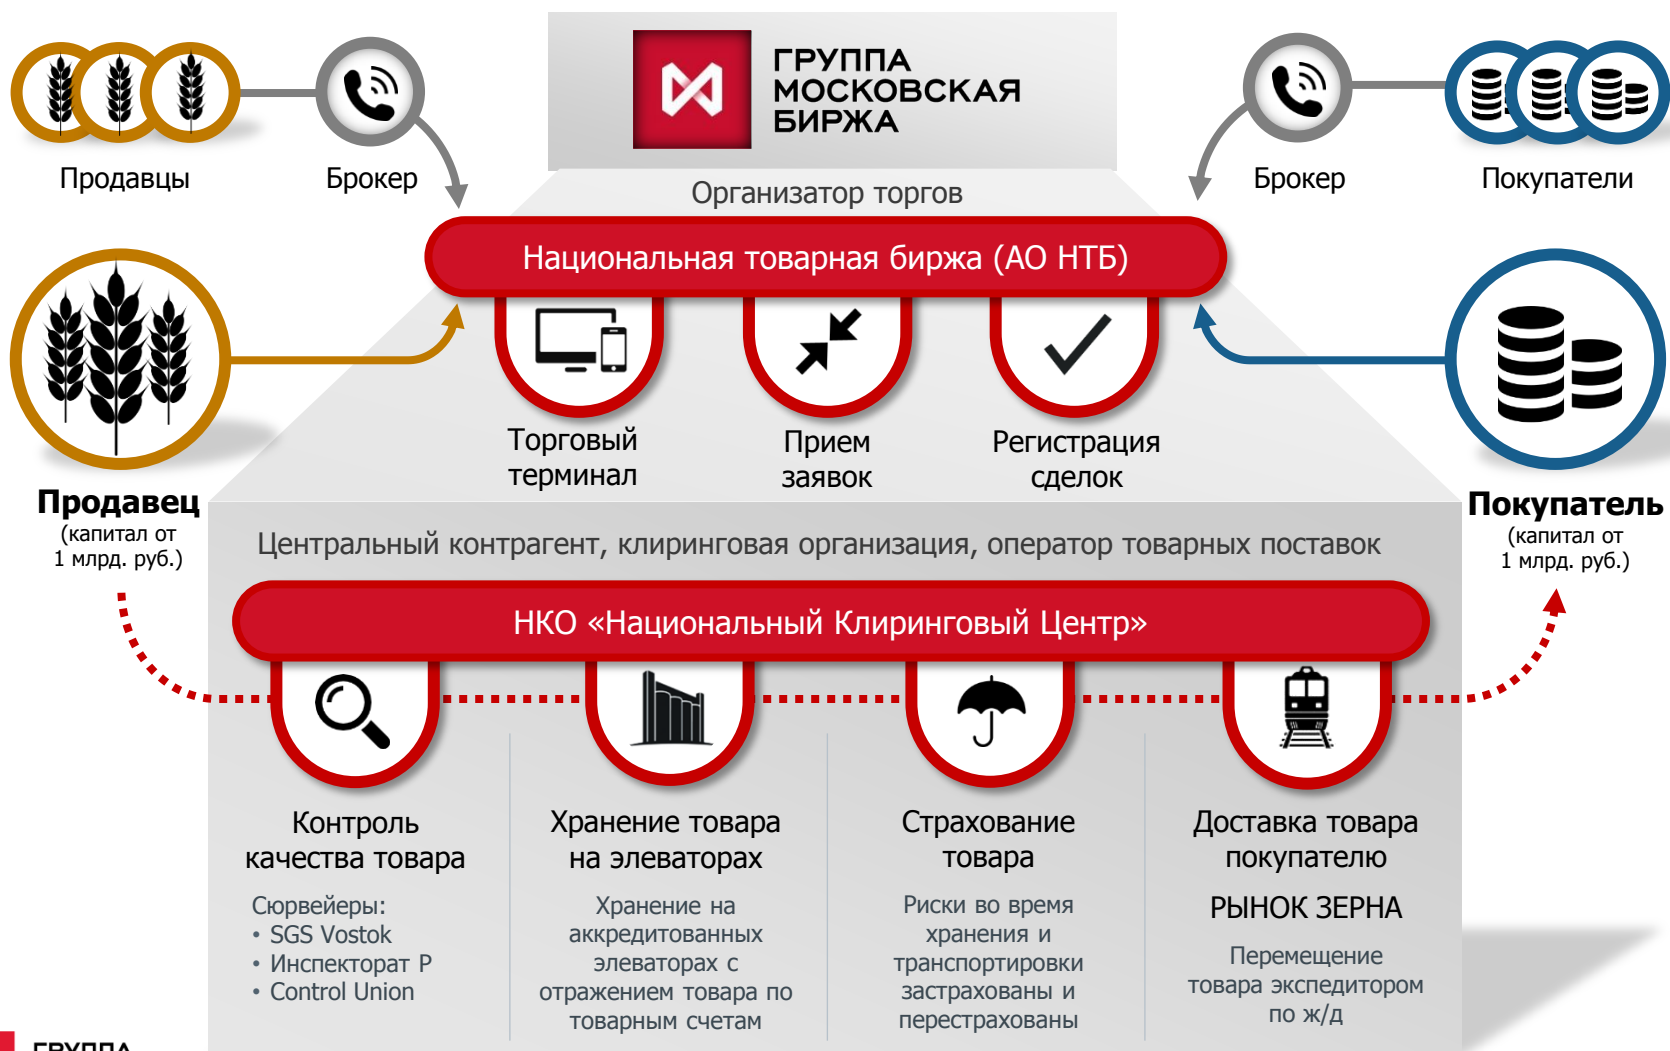 ГРУППА
МОСКОВСКАЯ
БИРЖА
Продавцы
Брокер
Брокер
Покупатели
Организатор торгов
Национальная товарная биржа (АО НТБ)
Торговый
терминал
Прием
заявок
Регистрация
сделок
Продавец
(капитал от
1 млрд. руб.)
Покупатель
(капитал от
1 млрд. руб.)
Центральный контрагент, клиринговая организация, оператор товарных поставок
НКО «Национальный Клиринговый Центр»
Контроль
качества товара
Сюрвейеры:
• SGS Vostok
• Инспекторат Р
• Control Union
Хранение товара
на элеваторах
Хранение на
аккредитованных
элеваторах с
отражением товара по
товарным счетам
Страхование
товара
Риски во время
хранения и
транспортировки
застрахованы и
перестрахованы
Доставка товара
покупателю
РЫНОК ЗЕРНА
Перемещение
товара экспедитором
по ж/д
ГРУППА